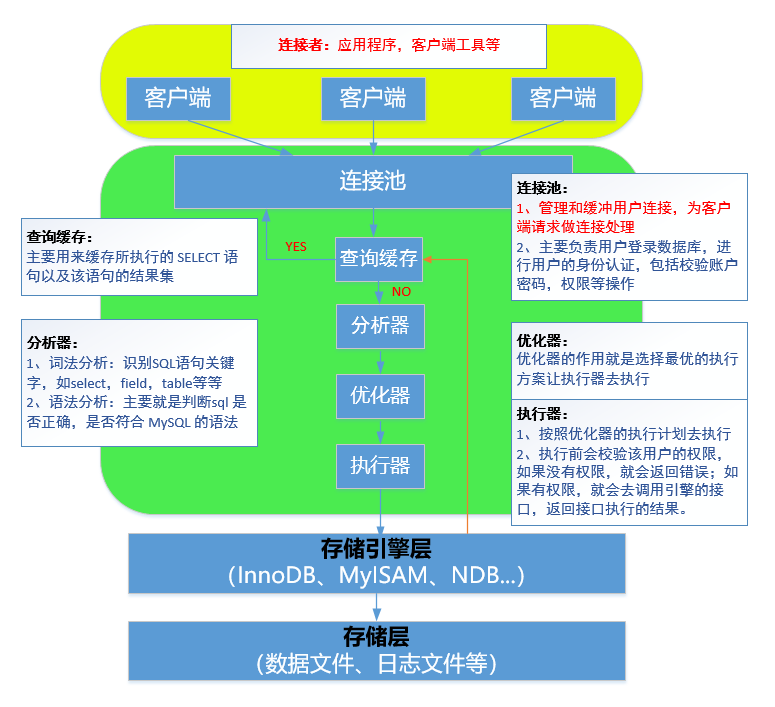 连接者：应用程序，客户端工具等
客户端
客户端
客户端
连接池
连接池：
1、管理和缓冲用户连接，为客户
端请求做连接处理
2、主要负责用户登录数据库，进
行用户的身份认证，包括校验账户
密码，权限等操作
查询缓存：
主要用来缓存所执行的 SELECT 语
句以及该语句的结果集
YES
查询缓存
NO
分析器
分析器：
1、词法分析：识别SQL语句关键
字，如select，field，table等等
2、语法分析：主要就是判断sql 是
否正确，是否符合 MySQL 的语法
优化器：
优化器的作用就是选择最优的执行
方案让执行器去执行
优化器
执行器：
1、按照优化器的执行计划去执行
2、执行前会校验该用户的权限，
如果没有权限，就会返回错误；如
果有权限，就会去调用引擎的接
口，返回接口执行的结果。
执行器
存储引擎层
（InnoDB、MyISAM、NDB...）
存储层
（数据文件、日志文件等）